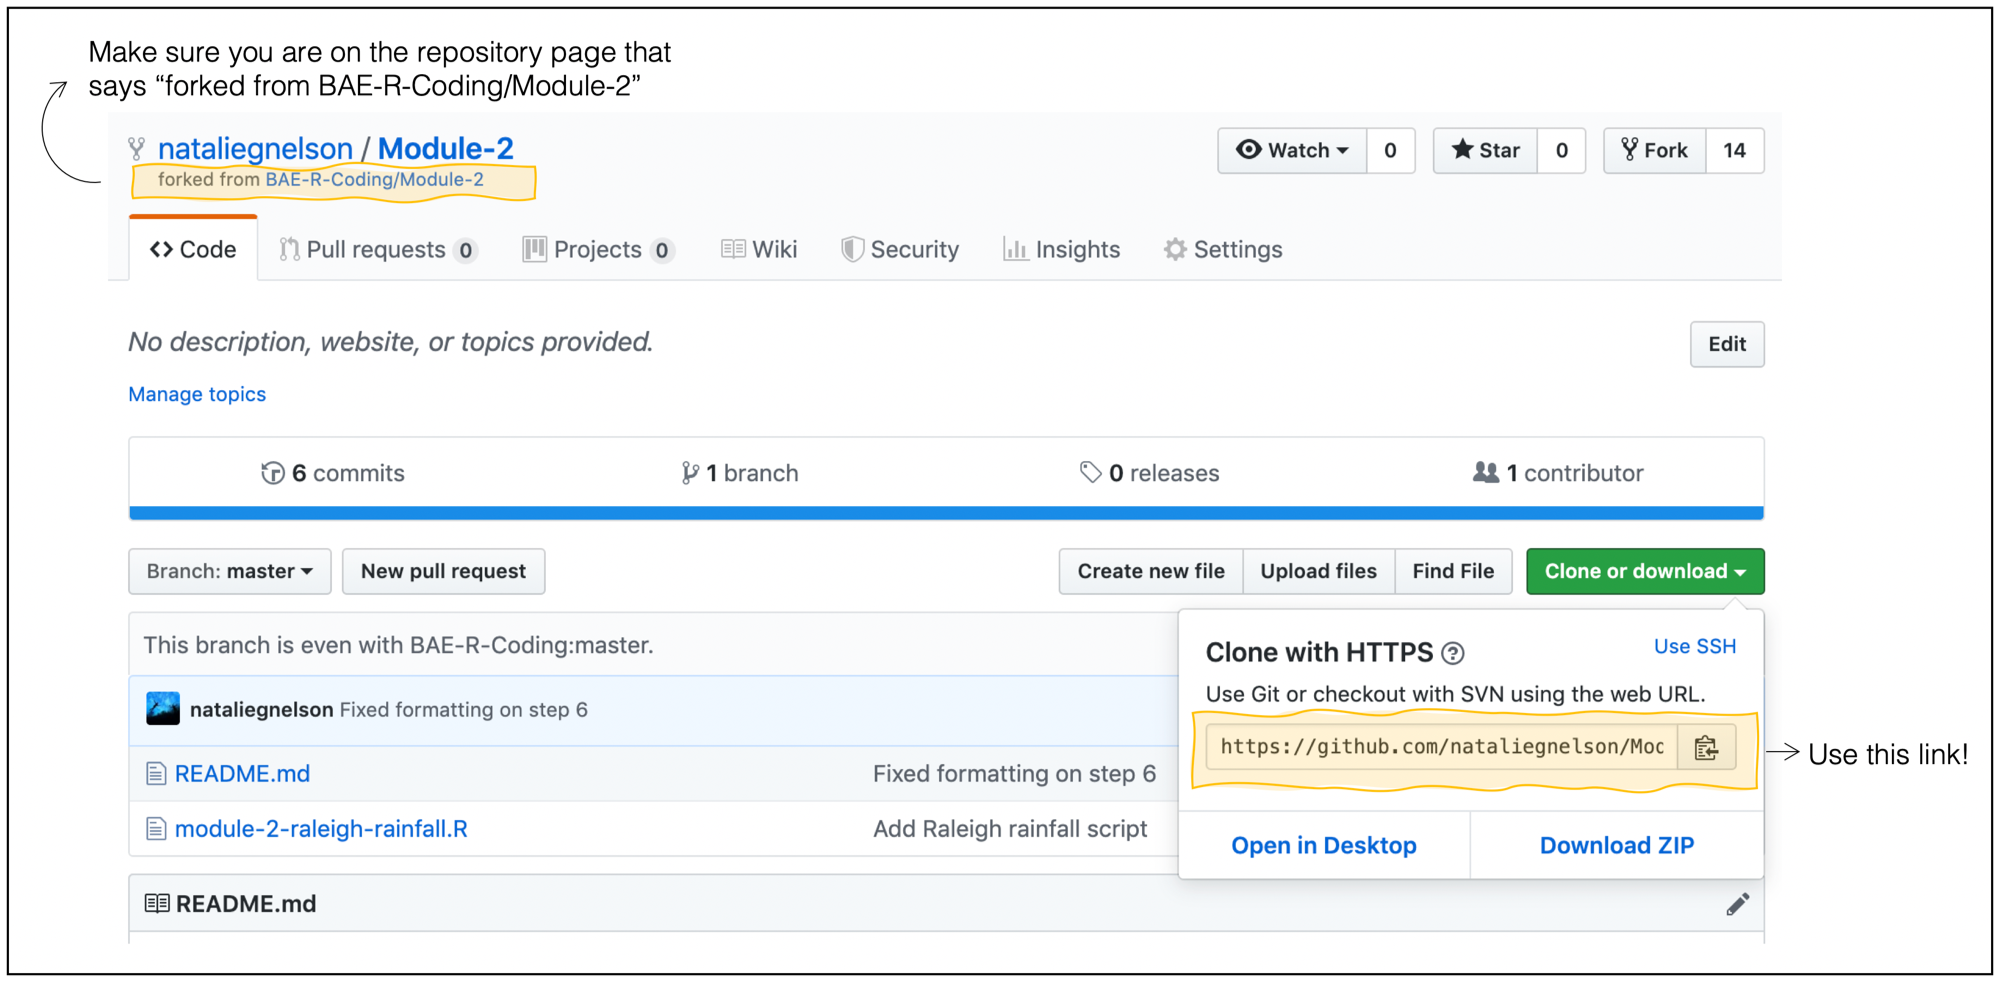 Make sure you are on the repository page that
says “forked from BAE-R-Coding/Module-2”
nataliegnelson / Module-2
forked from BAE-R-Coding/Module-2
Watch 0 Star 0 Fork 14
Code Pull requests 0 Projects 0 Wiki Security Insights Settings
No description, website, or topics provided.
Edit
Manage topics
6 commits 1 branch 0 releases 1 contributor
Branch: master New pull request Create new file Upload files Find File Clone or download
This branch is even with BAE-R-Coding:master.
Clone with HTTPS ? Use SSH
Use Git or checkout with SVN using the web URL.
nataliegnelson Fixed formatting on step 6
https://github.com/nataliegnelson/Moc
Use this link!
README.md Fixed formatting on step 6
module-2-raleigh-rainfall.R Add Raleigh rainfall script
Open in Desktop Download ZIP
README.md